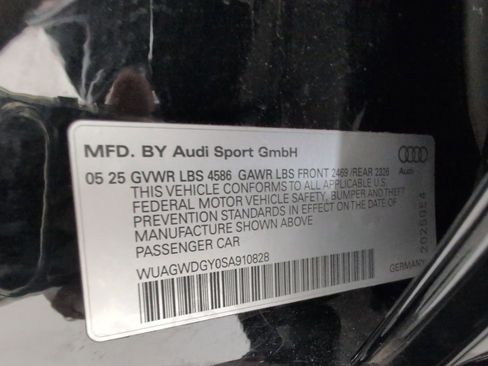 MFD. BY Audi Sport GmbH
Audi
05 25 GVWR LBS 4586 GAWR LBS FRONT 2469 /REAR 2326
THIS VEHICLE CONFORMS TO ALL APPLICABLE U.S.
FEDERAL MOTOR VEHICLE SAFETY, BUMPER AND THEFT
PREVENTION STANDARDS IN EFFECT ON THE DATE OF
MANUFACTURE SHOWN ABOVE
PASSENGER CAR
WUAGWDGY0SA910828
GERMANY
2025054